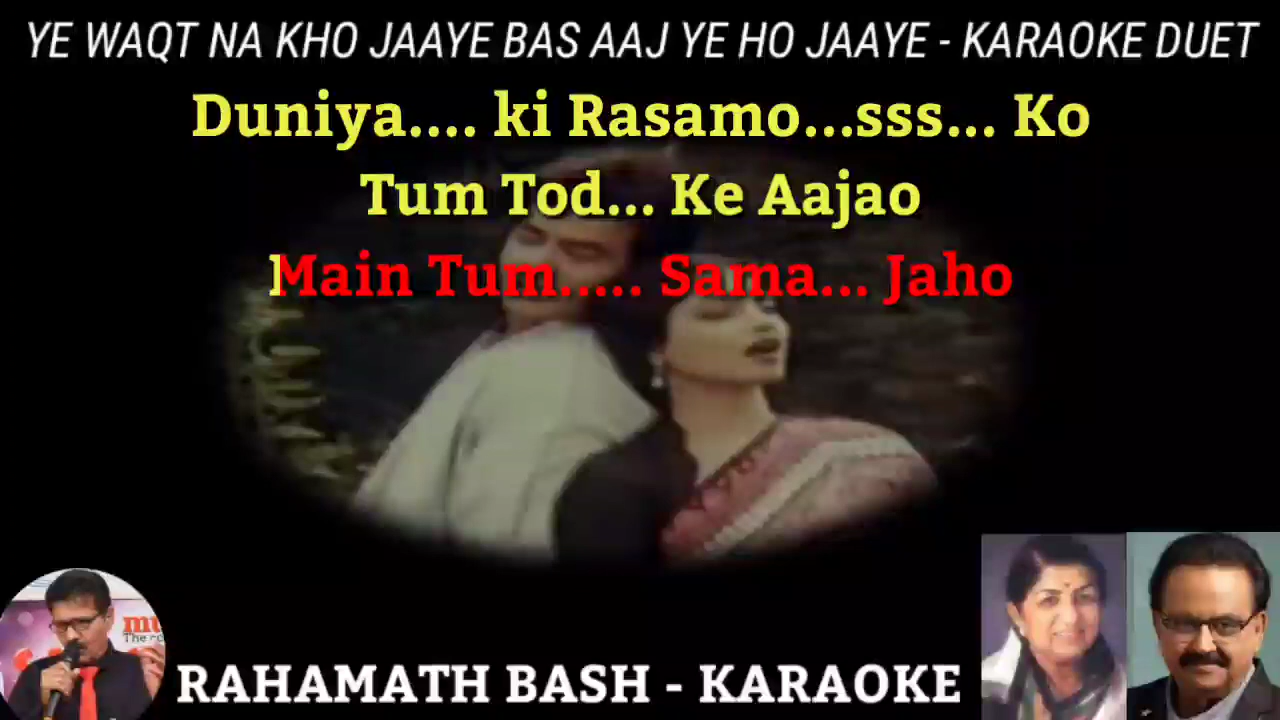 YE WAQT NA KHO JAAYE BAS AAJ YE HO JAAYE - KARAOKE DUET
Duniya.... ki Rasamo...sss... Ko
Tum Tod... Ke Aajao
Main Tum..... Sama... Jaho
RAHAMATH BASH - KARAOKE